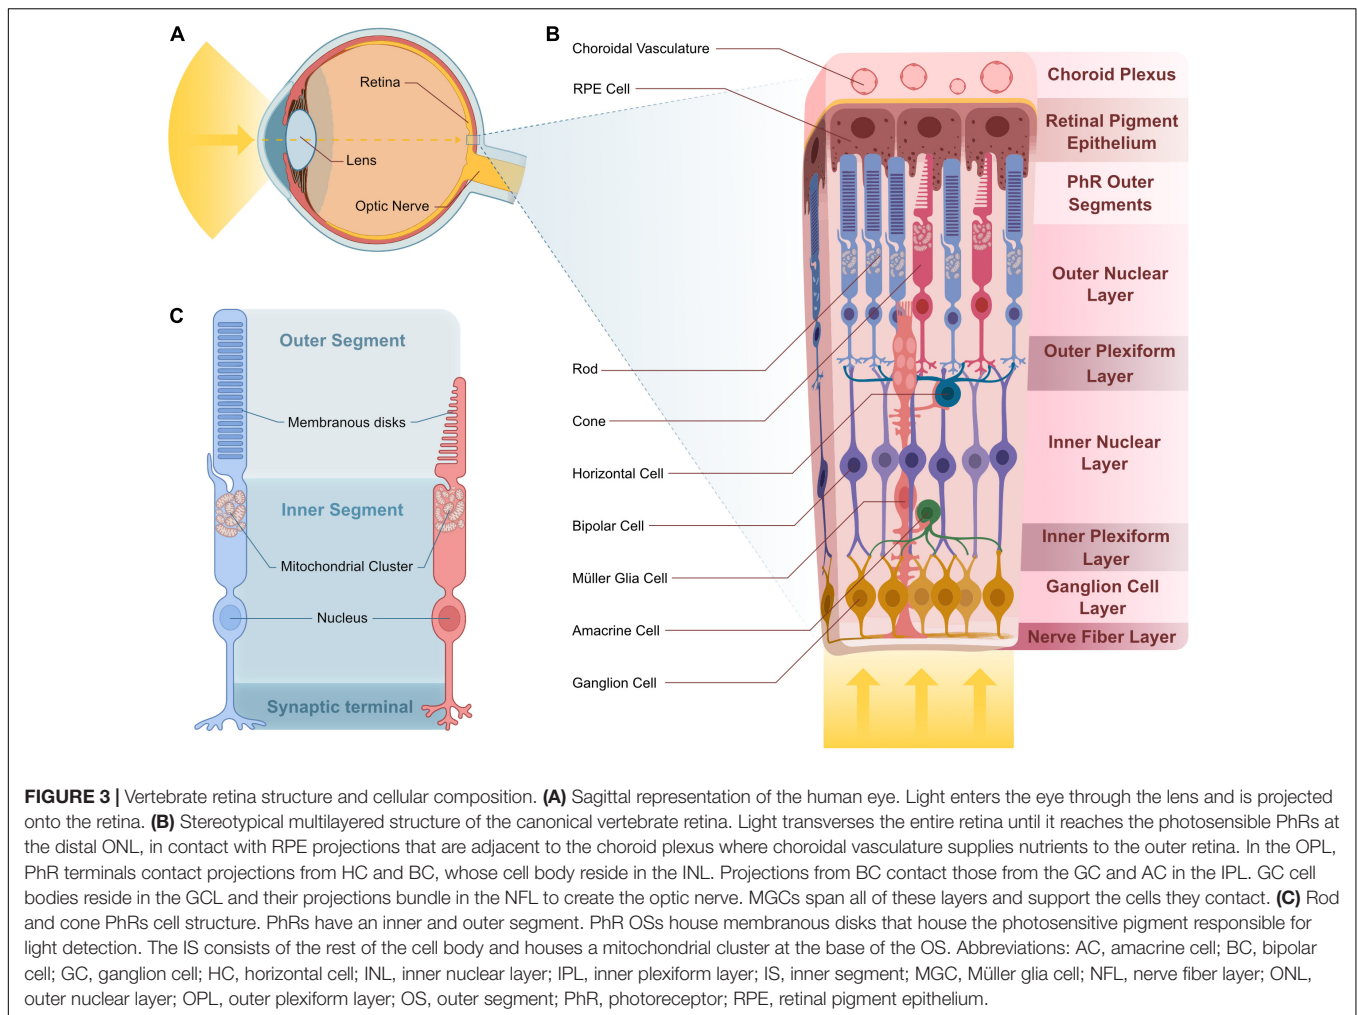 A
Retina
Lens
Optic Nerve
B
Choroidal Vasculature
RPE Cell
Rod
Cone
Horizontal Cell
Bipolar Cell
Müller Glia Cell
Amacrine Cell
Ganglion Cell
Choroid Plexus
Retinal Pigment
Epithelium
PhR Outer
Segments
Outer Nuclear
Layer
Outer Plexiform
Layer
Inner Nuclear
Layer
Inner Plexiform
Layer
Ganglion Cell
Layer
Nerve Fiber Layer
C
Outer Segment
Membranous disks
Inner Segment
Mitochondrial Cluster
Nucleus
Synaptic terminal
FIGURE 3 | Vertebrate retina structure and cellular composition. (A) Sagittal representation of the human eye. Light enters the eye through the lens and is projected
onto the retina. (B) Stereotypical multilayered structure of the canonical vertebrate retina. Light transverses the entire retina until it reaches the photosensible PhRs at
the distal ONL, in contact with RPE projections that are adjacent to the choroid plexus where choroidal vasculature supplies nutrients to the outer retina. In the OPL,
PhR terminals contact projections from HC and BC, whose cell body reside in the INL. Projections from BC contact those from the GC and AC in the IPL. GC cell
bodies reside in the GCL and their projections bundle in the NFL to create the optic nerve. MGCs span all of these layers and support the cells they contact. (C) Rod
and cone PhRs cell structure. PhRs have an inner and outer segment. PhR OSs house membranous disks that house the photosensitive pigment responsible for
light detection. The IS consists of the rest of the cell body and houses a mitochondrial cluster at the base of the OS. Abbreviations: AC, amacrine cell; BC, bipolar
cell; GC, ganglion cell; HC, horizontal cell; INL, inner nuclear layer; IPL, inner plexiform layer; IS, inner segment; MGC, Müller glia cell; NFL, nerve fiber layer; ONL,
outer nuclear layer; OPL, outer plexiform layer; OS, outer segment; PhR, photoreceptor; RPE, retinal pigment epithelium.